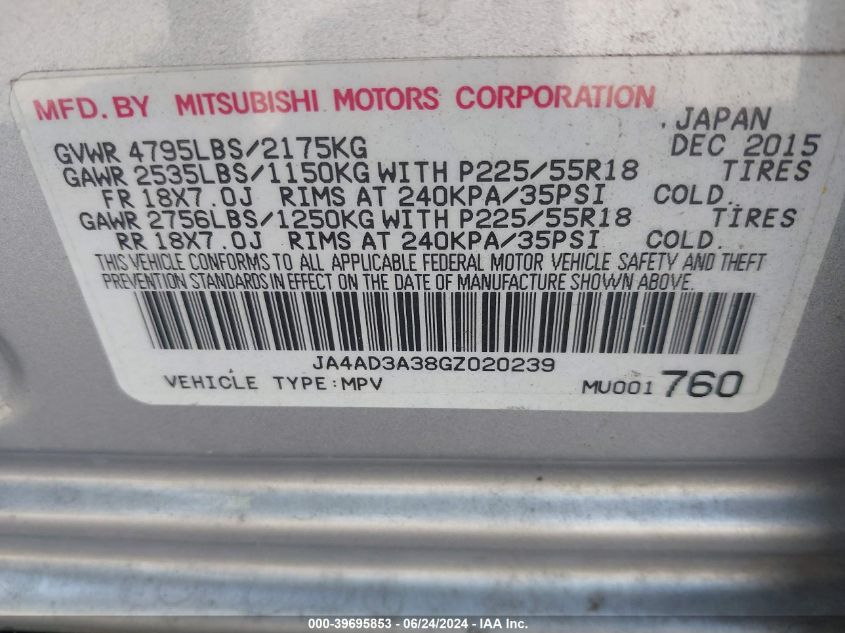 MFD. BY MITSUBISHI MOTORS CORPORATION
. JAPAN
GVWR 4795LBS/2175KG DEC 2015
GAWR 2535LBS/1150KG WITH P225/55R18 TIRES
FR 18X7.0J RIMS AT 240KPA/35PSI COLD.
GAWR 2756LBS/1250KG WITH P225/55R18 TIRES
RR 18X7.0J RIMS AT 240KPA/35PSI COLD.
THIS VEHICLE CONFORMS TO ALL APPLICABLE FEDERAL MOTOR VEHICLE SAFETY AND THEFT
PREVENTION STANDARDS IN EFFECT ON THE DATE OF MANUFACTURE SHOWN ABOVE.
JA4AD3A38GZ020239
VEHICLE TYPE:MPV MU001 760
000-39695853 / 06/24/2024 - Copyright © IAA, Inc.